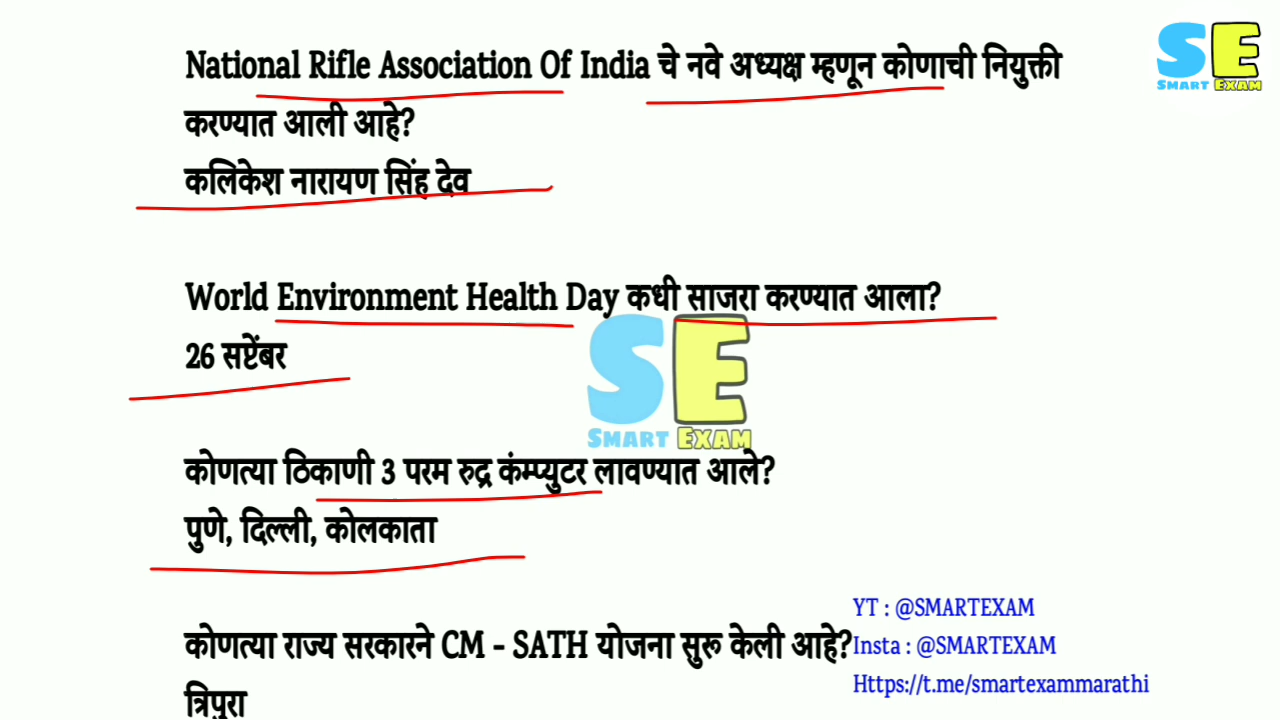 SE
SMART EXAM
National Rifle Association Of India चे नवे अध्यक्ष म्हणून कोणाची नियुक्ती
करण्यात आली आहे?
कलिकेश नारायण सिंह देव
World Environment Health Day कधी साजरा करण्यात आला?
26 सप्टेंबर
SE
SMART EXAM
कोणत्या ठिकाणी 3 परम रुद्र कंम्प्युटर लावण्यात आले?
पुणे, दिल्ली, कोलकाता
कोणत्या राज्य सरकारने CM - SATH योजना सुरू केली आहे?
त्रिपुरा
YT : @SMARTEXAM
Insta : @SMARTEXAM
Https://t.me/smartexammarathi